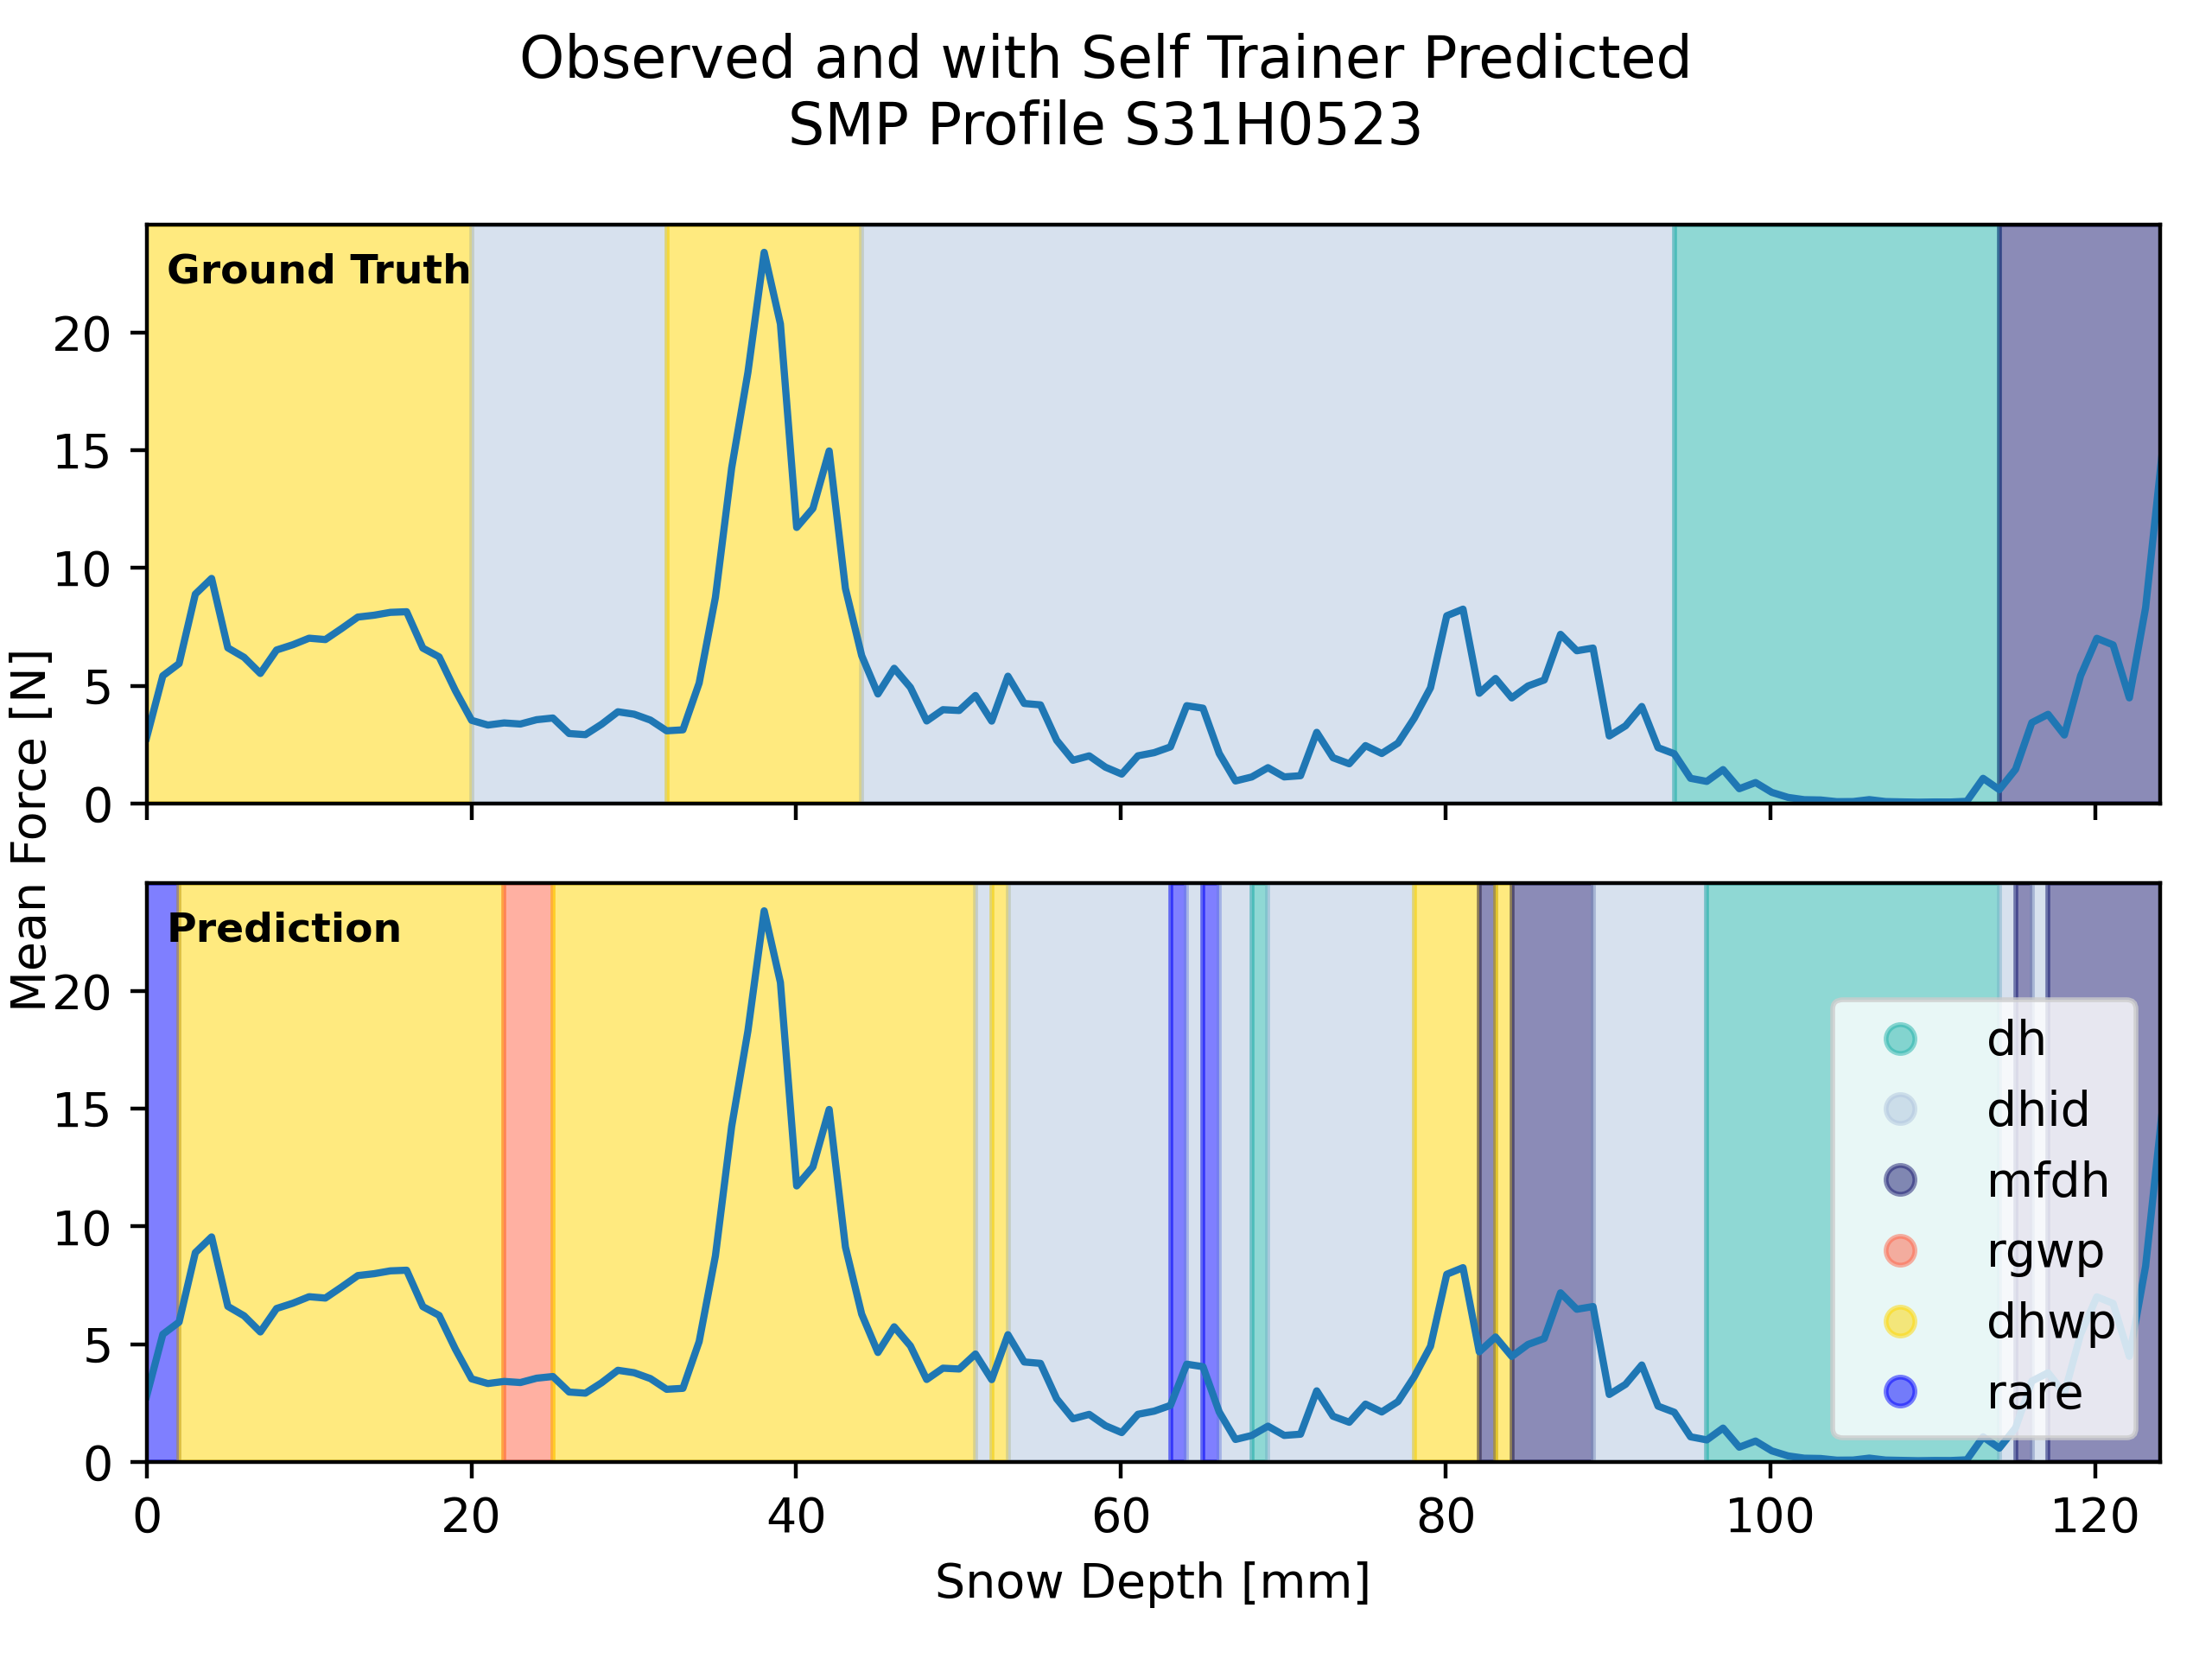 Observed and with Self Trainer Predicted
SMP Profile S31H0523
Ground Truth
20
15
10
5
0
Mean Force [N]
Prediction
20
15
10
5
0
dh
dhid
mfdh
rgwp
dhwp
rare
0 20 40 60 80 100 120
Snow Depth [mm]